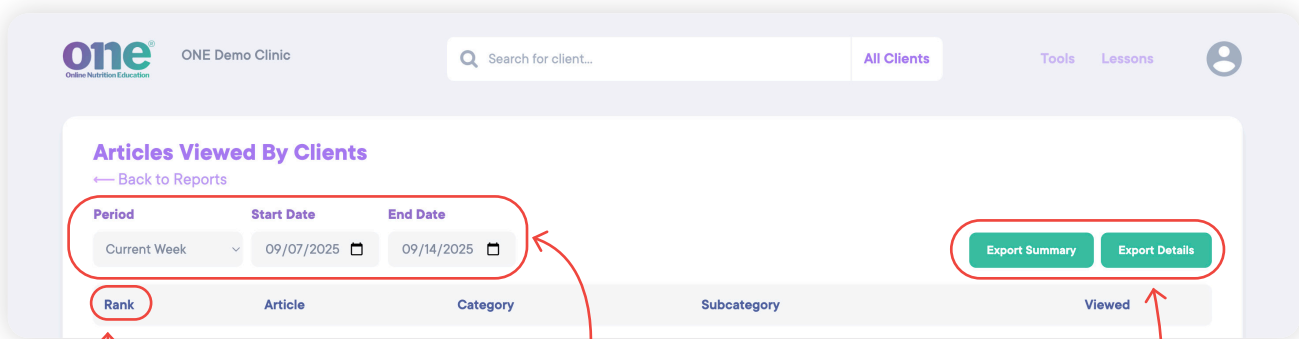 one®
Online Nutrition Education
ONE Demo Clinic
Search for client...
All Clients
Tools
Lessons
Articles Viewed By Clients
⟵ Back to Reports
Period Start Date End Date
Current Week 09/07/2025 09/14/2025
Export Summary Export Details
Rank Article Category Subcategory Viewed